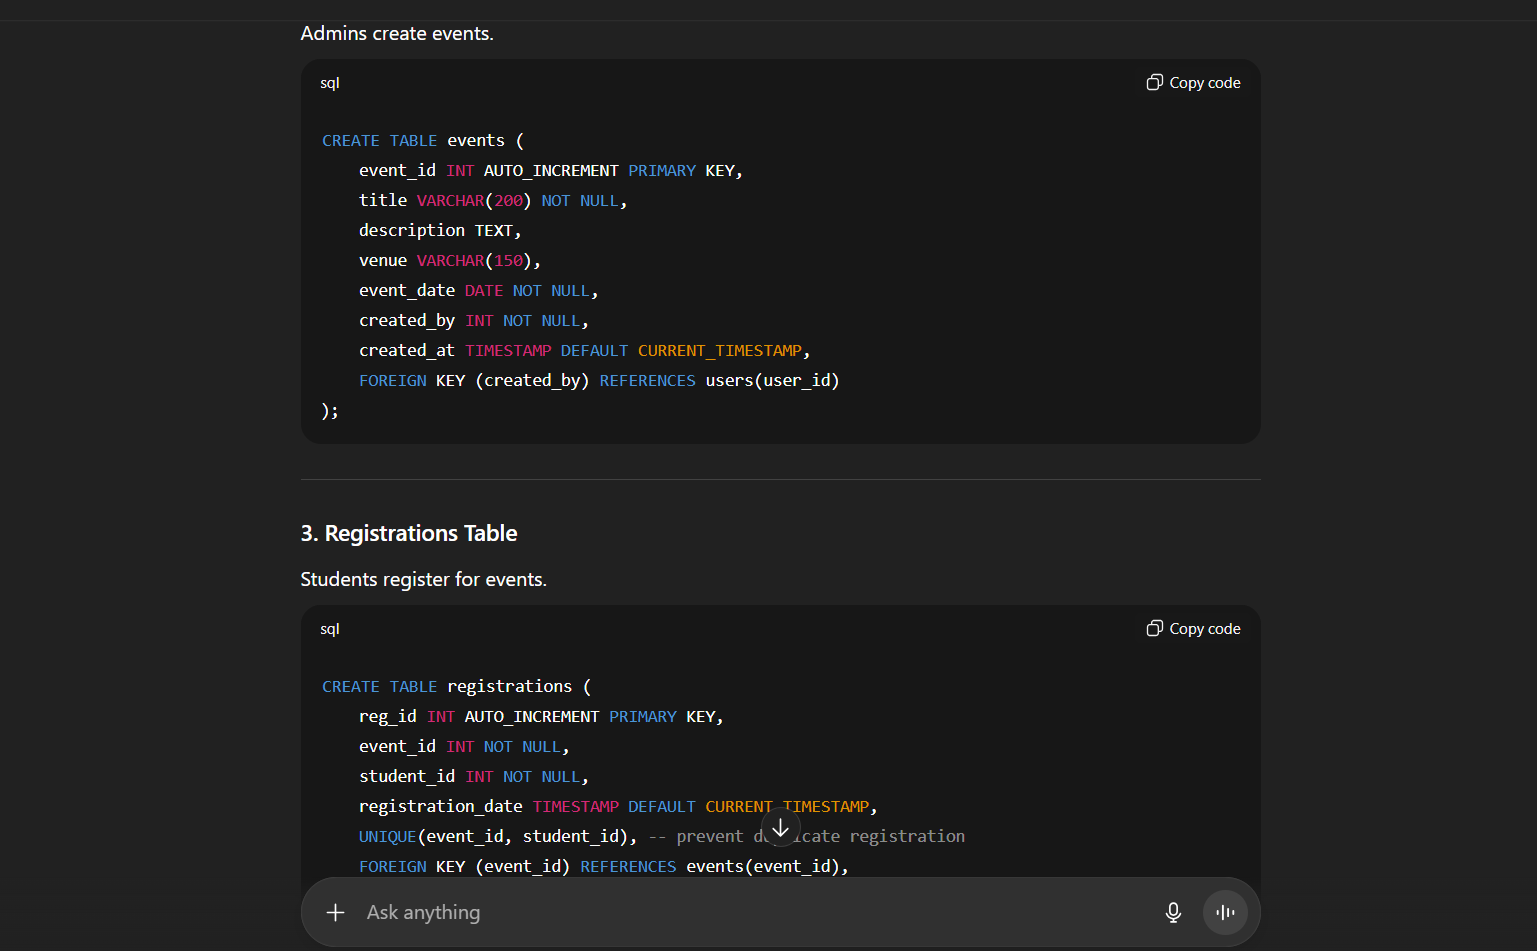 Admins create events.
sql
Copy code
CREATE TABLE events (
    event_id INT AUTO_INCREMENT PRIMARY KEY,
    title VARCHAR(200) NOT NULL,
    description TEXT,
    venue VARCHAR(150),
    event_date DATE NOT NULL,
    created_by INT NOT NULL,
    created_at TIMESTAMP DEFAULT CURRENT_TIMESTAMP,
    FOREIGN KEY (created_by) REFERENCES users(user_id)
);
3. Registrations Table
Students register for events.
sql
Copy code
CREATE TABLE registrations (
    reg_id INT AUTO_INCREMENT PRIMARY KEY,
    event_id INT NOT NULL,
    student_id INT NOT NULL,
    registration_date TIMESTAMP DEFAULT CURRENT_TIMESTAMP,
    UNIQUE(event_id, student_id), -- prevent duplicate registration
    FOREIGN KEY (event_id) REFERENCES events(event_id),
Ask anything